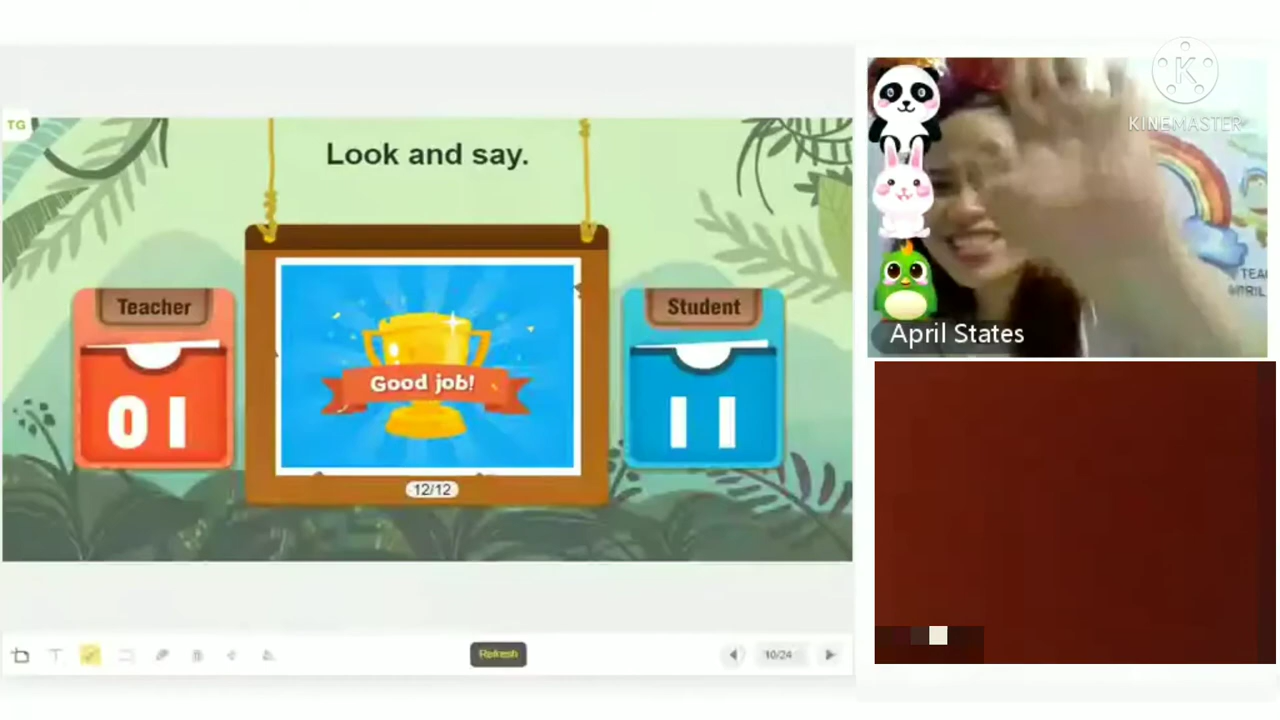 TG
Look and say.
Teacher
01
Good job!
12/12
Student
11
Refresh
10/24
KINEMASTER
April States